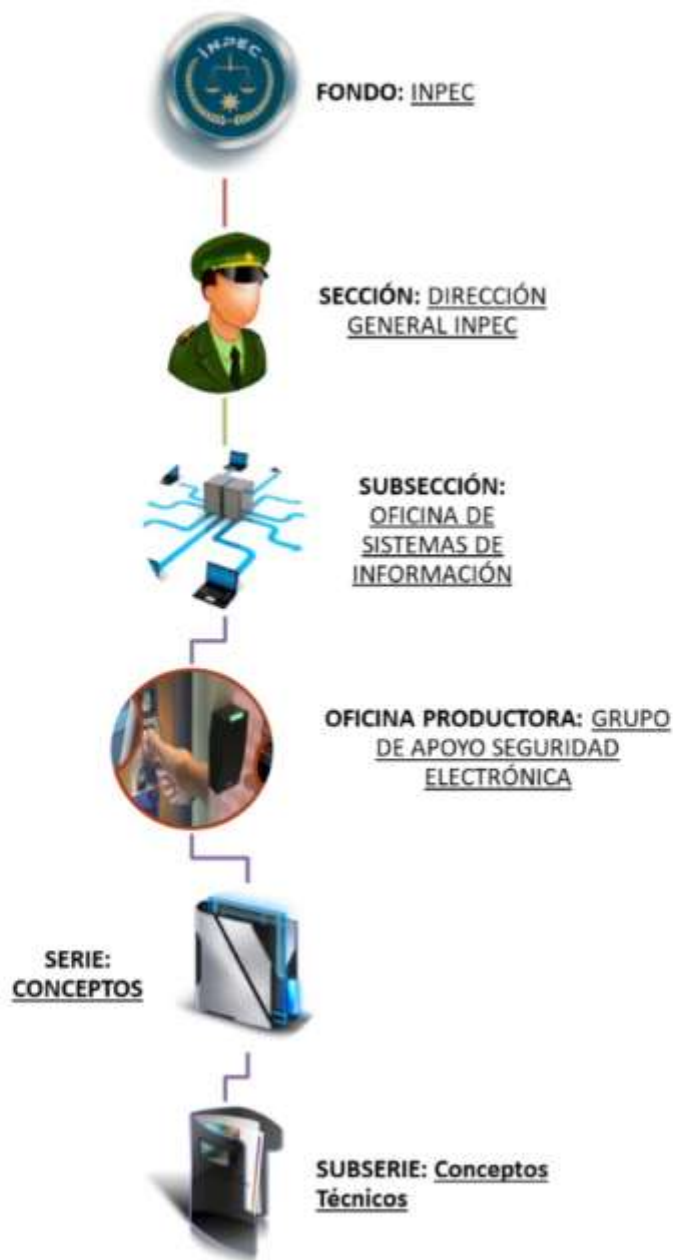 INPEC
FONDO: INPEC
SECCIÓN: DIRECCIÓN
GENERAL INPEC
SUBSECCIÓN:
OFICINA DE
SISTEMAS DE
INFORMACIÓN
OFICINA PRODUCTORA: GRUPO
DE APOYO SEGURIDAD
ELECTRÓNICA
SERIE:
CONCEPTOS
SUBSERIE: Conceptos
Técnicos